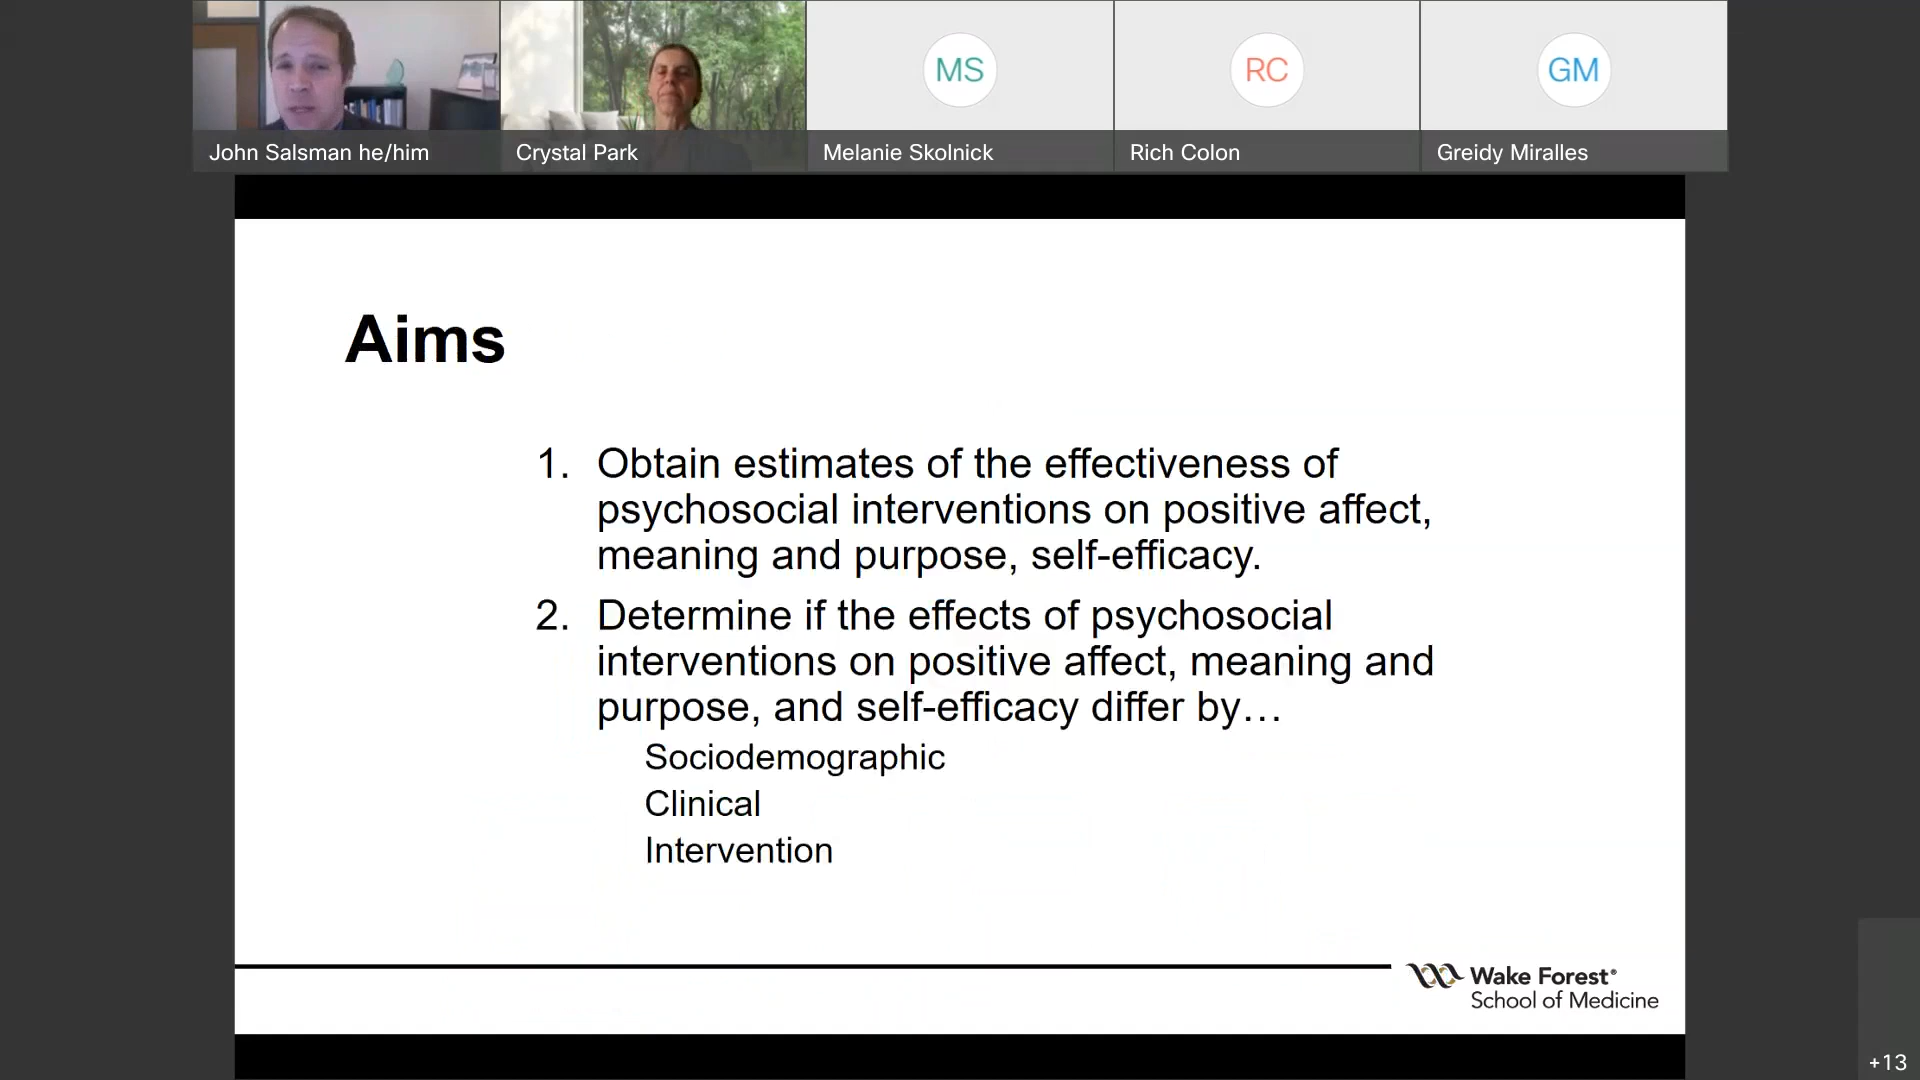 MS
RC
GM
John Salsman he/him
Crystal Park
Melanie Skolnick
Rich Colon
Greidy Miralles
Aims
1. Obtain estimates of the effectiveness of
psychosocial interventions on positive affect,
meaning and purpose, self-efficacy.
2. Determine if the effects of psychosocial
interventions on positive affect, meaning and
purpose, and self-efficacy differ by…
Sociodemographic
Clinical
Intervention
Wake Forest®
School of Medicine
+13